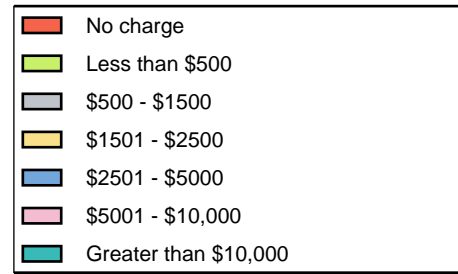 No charge
Less than $500
$500 - $1500
$1501 - $2500
$2501 - $5000
$5001 - $10,000
Greater than $10,000